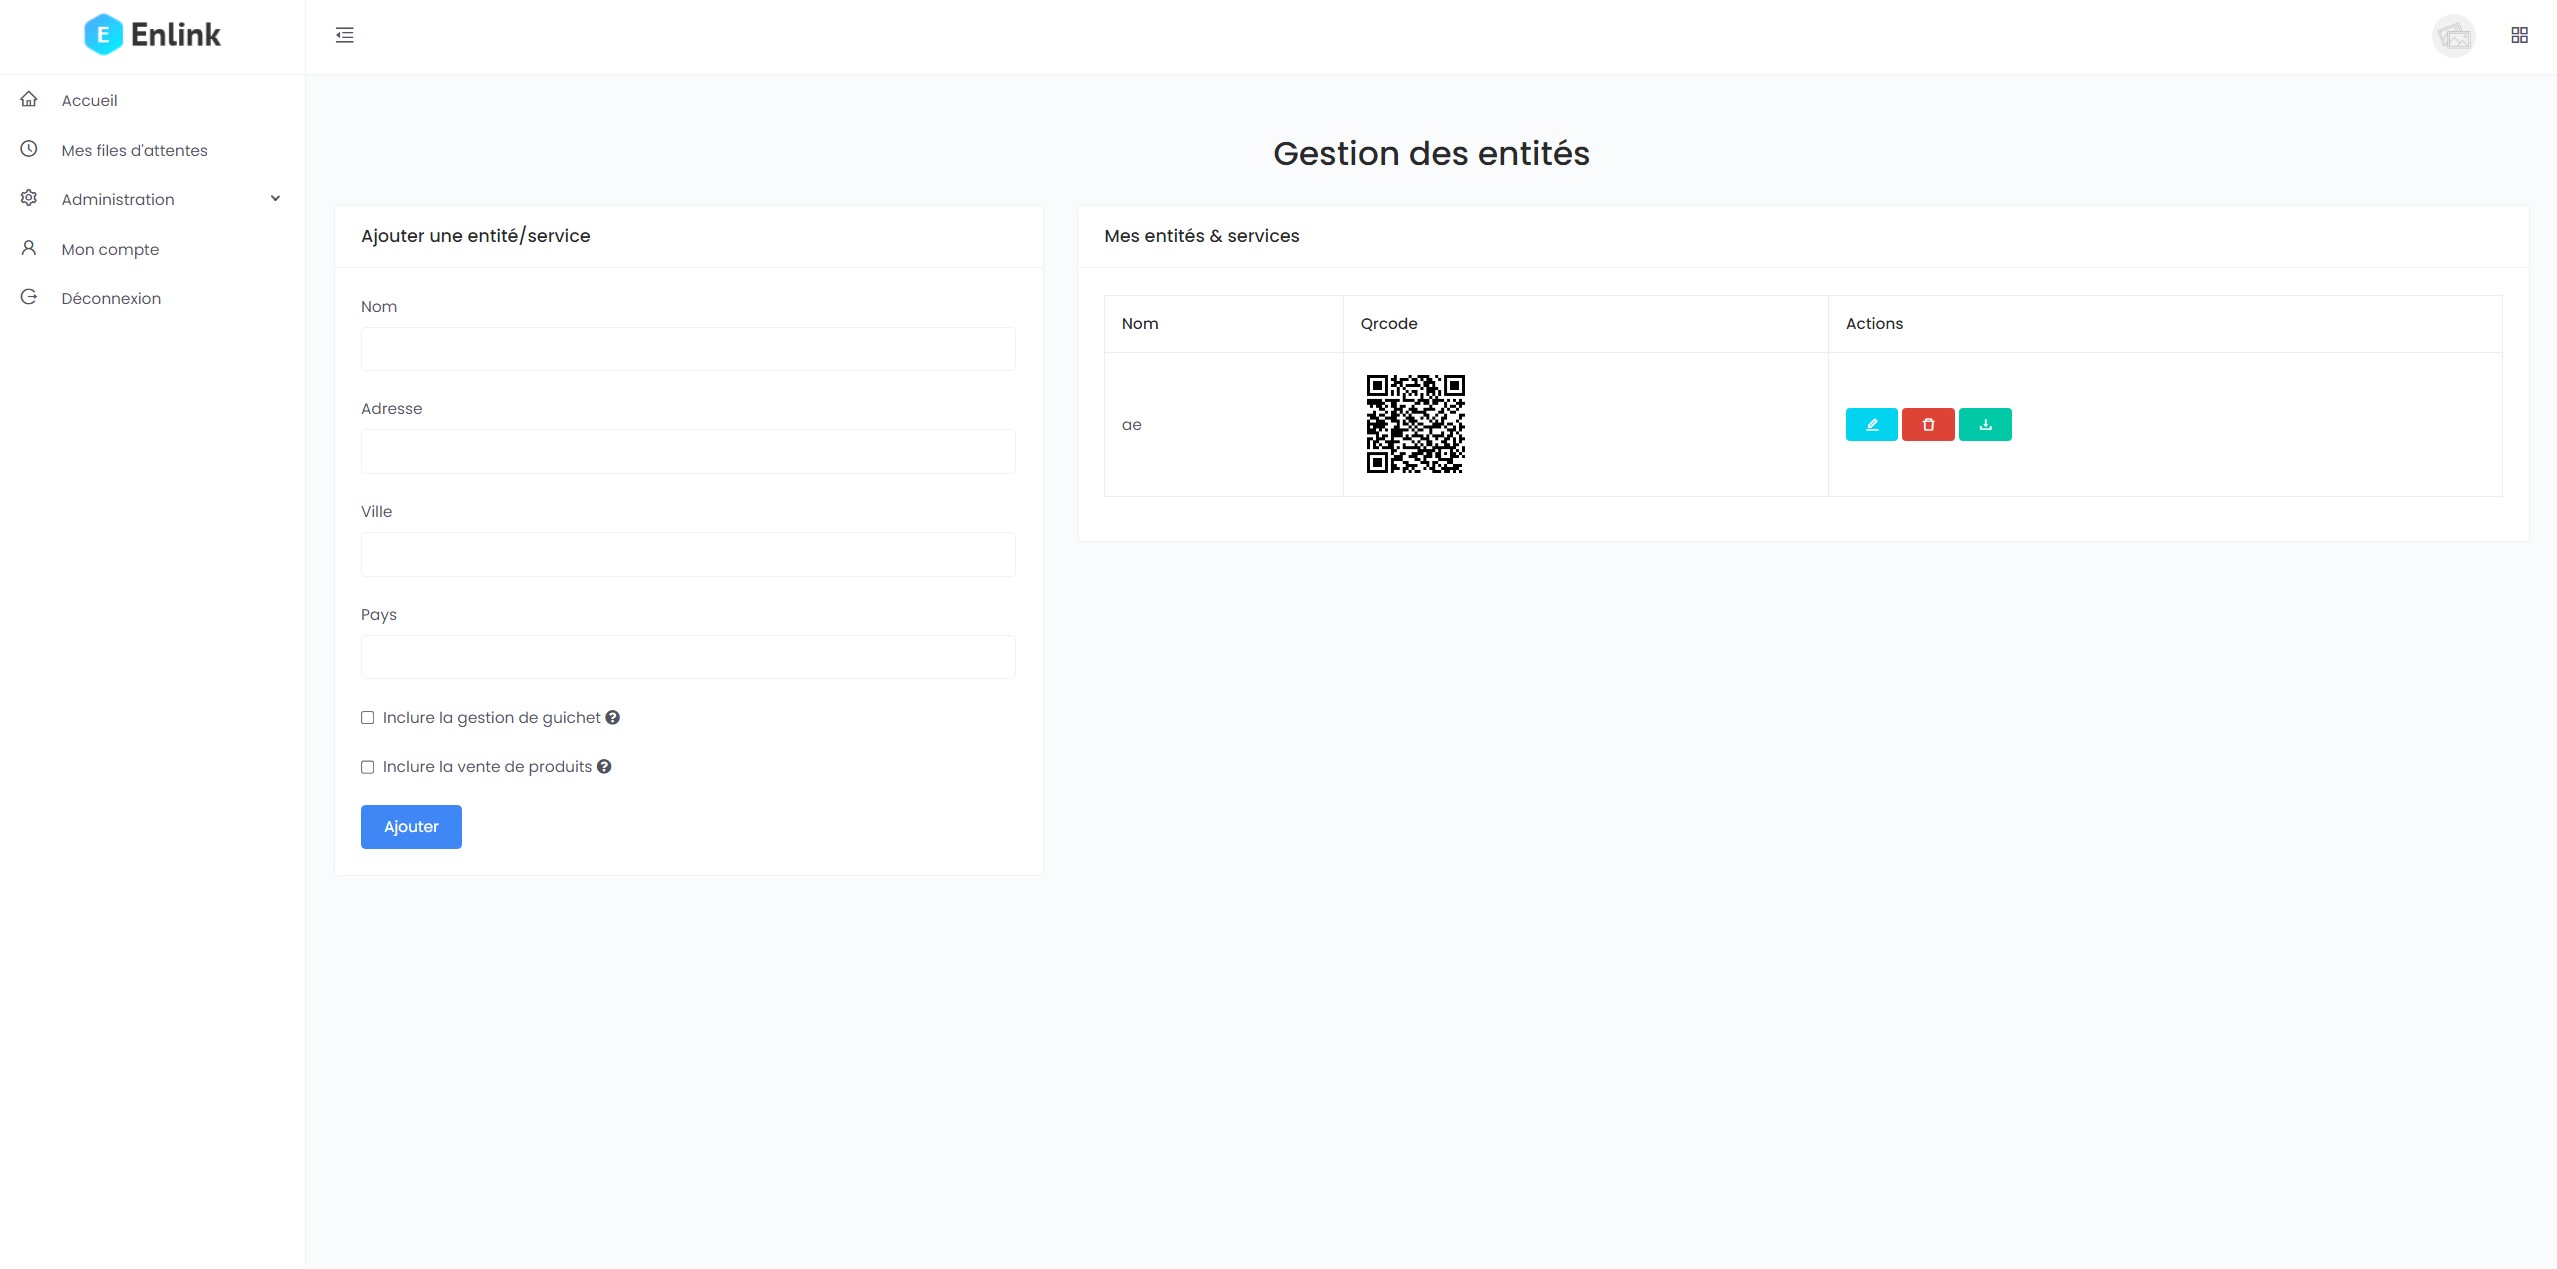 E Enlink
Accueil
Mes files d'attentes
Administration
Mon compte
Déconnexion
Gestion des entités
Ajouter une entité/service
Nom
Adresse
Ville
Pays
Inclure la gestion de guichet
Inclure la vente de produits
Ajouter
Mes entités & services
Nom Qrcode Actions
ae